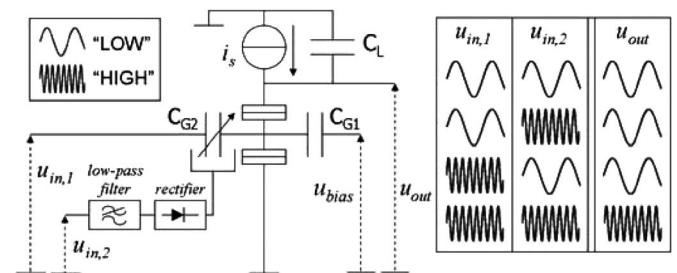 “LOW”
“HIGH”
i_s
C_L
C_G2
C_G1
u_in,1
low-pass
filter
rectifier
u_in,2
u_bias
u_out
u_in,1 u_in,2 u_out